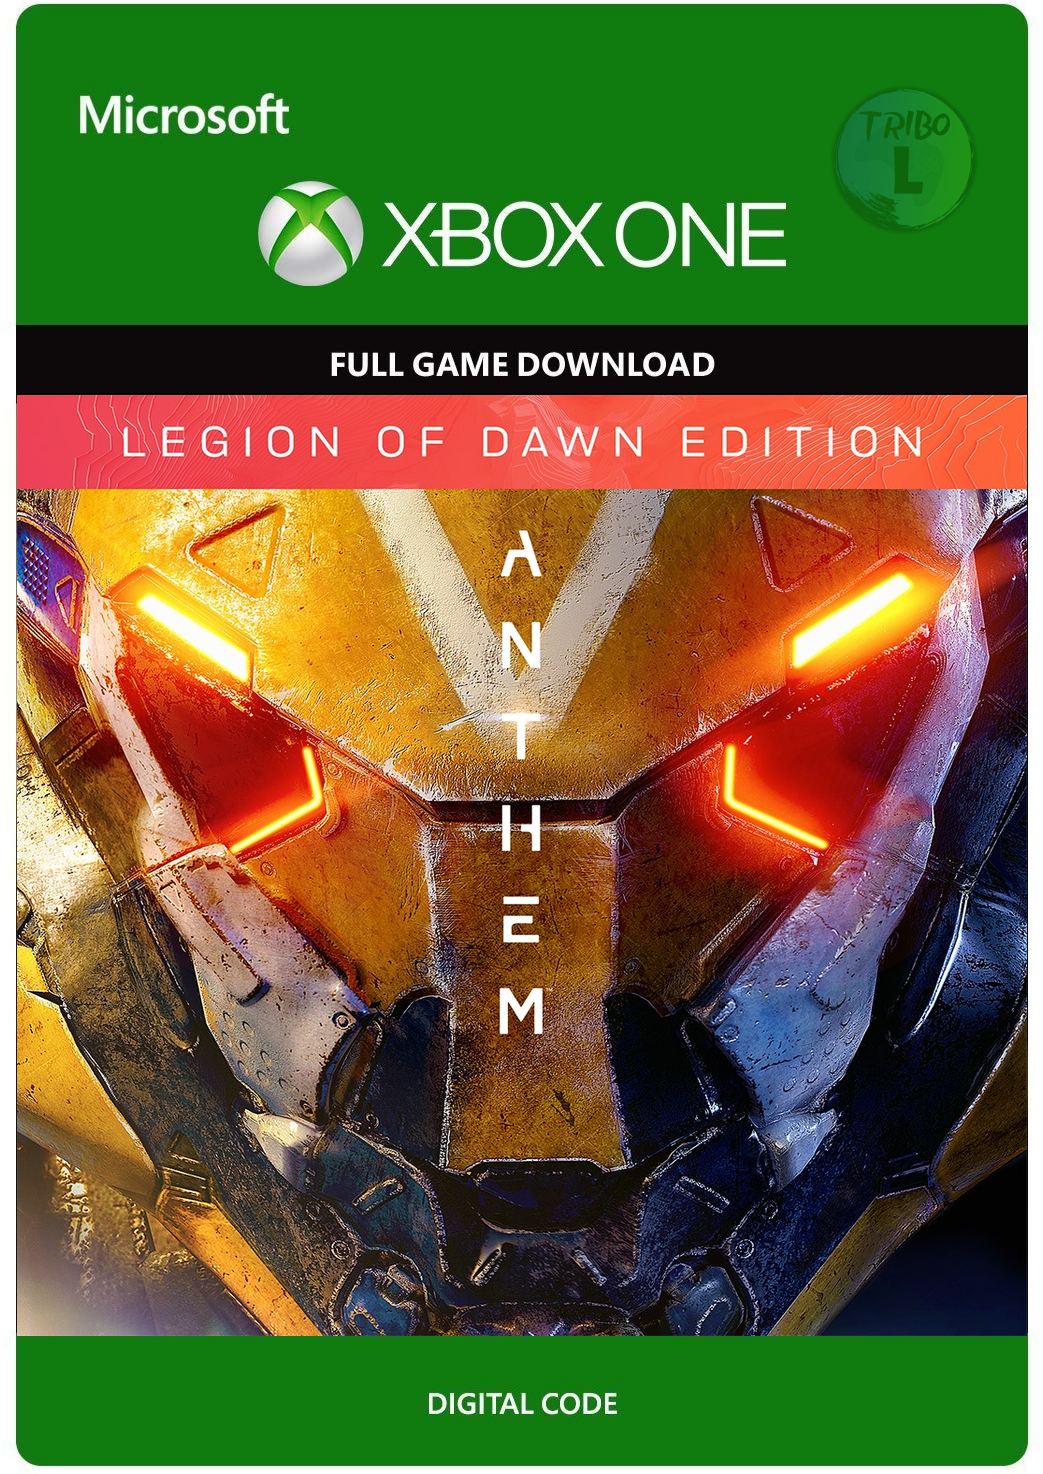 Microsoft
TRIBO
L
XBOX ONE
FULL GAME DOWNLOAD
LEGION OF DAWN EDITION
ANTHEM
DIGITAL CODE